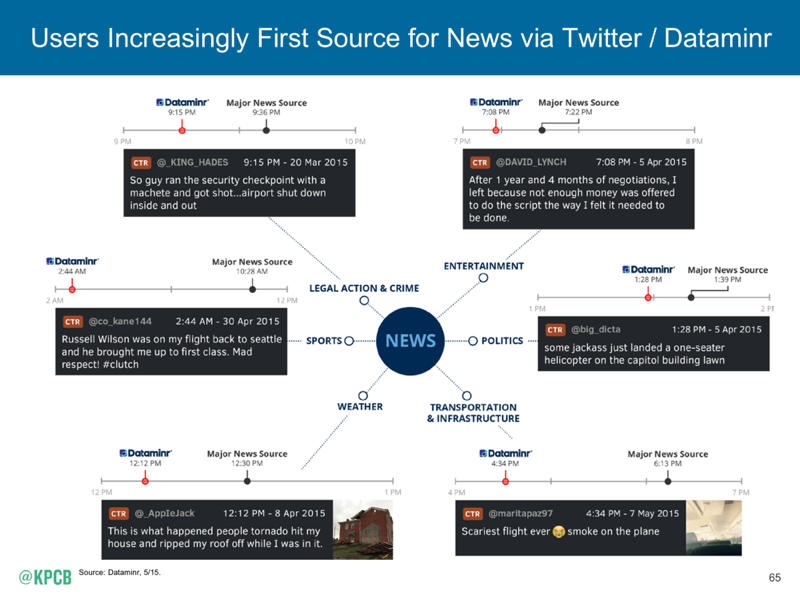 Users Increasingly First Source for News via Twitter / Dataminr
Dataminr
9:15 PM
Major News Source
9:36 PM
9 PM
10 PM
CTR @_KING_HADES 9:15 PM - 20 Mar 2015
So guy ran the security checkpoint with a
machete and got shot...airport shut down
inside and out
Dataminr
7:08 PM
Major News Source
7:22 PM
7 PM
8 PM
CTR @DAVID_LYNCH 7:08 PM - 5 Apr 2015
After 1 year and 4 months of negotiations, I
left because not enough money was offered
to do the script the way I felt it needed to
be done.
Dataminr
2:44 AM
Major News Source
10:28 AM
2 AM
12 PM
CTR @co_kane144 2:44 AM - 30 Apr 2015
Russell Wilson was on my flight back to seattle
and he brought me up to first class. Mad
respect! #clutch
LEGAL ACTION & CRIME
ENTERTAINMENT
SPORTS
NEWS
POLITICS
WEATHER
TRANSPORTATION
& INFRASTRUCTURE
Dataminr
1:28 PM
Major News Source
1:39 PM
1 PM
2 PM
CTR @big_dicta 1:28 PM - 5 Apr 2015
some jackass just landed a one-seater
helicopter on the capitol building lawn
Dataminr
12:12 PM
Major News Source
12:30 PM
12 PM
1 PM
CTR @_AppleJack 12:12 PM - 8 Apr 2015
This is what happened people tornado hit my
house and ripped my roof off while I was in it.
Dataminr
4:34 PM
Major News Source
6:13 PM
4 PM
7 PM
CTR @maritapaz97 4:34 PM - 7 May 2015
Scariest flight ever 😭 smoke on the plane
@KPCB
Source: Dataminr, 5/15.
65